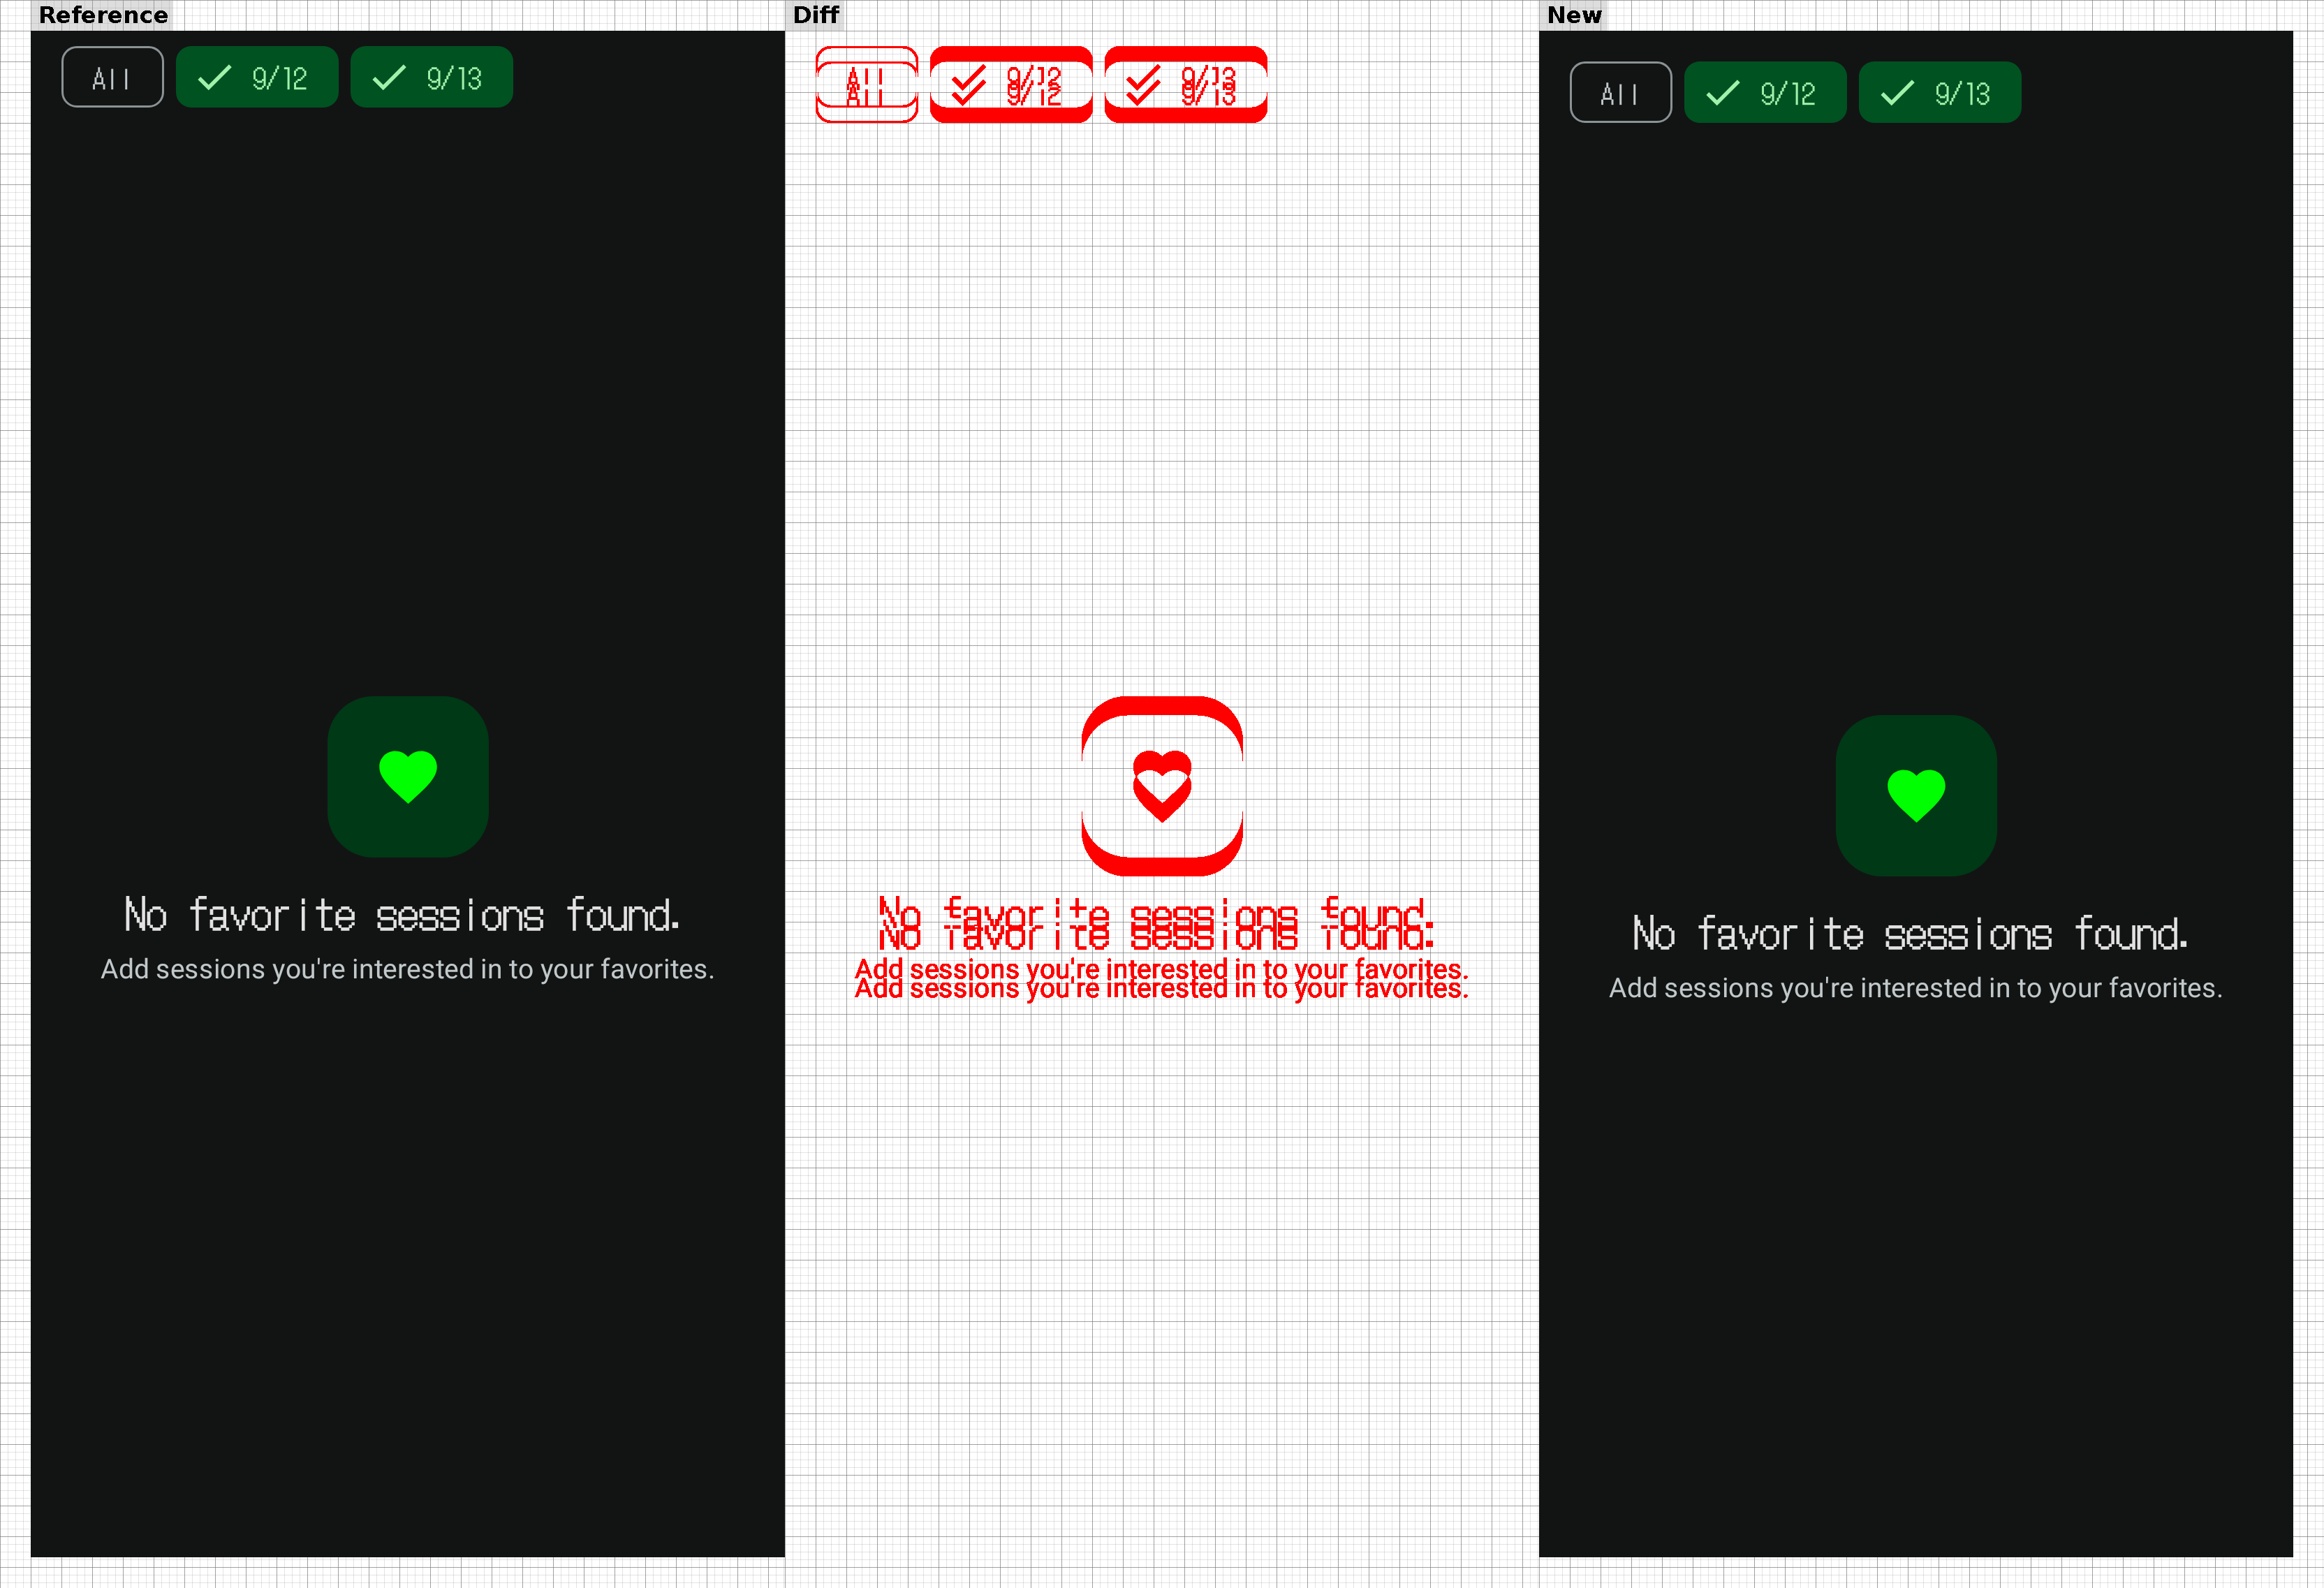 Reference
All
9/12
9/13
No favorite sessions found.
Add sessions you're interested in to your favorites.
Diff
All
All
9/12
9/12
9/13
9/13
No favorite sessions found.
No favorite sessions found.
Add sessions you're interested in to your favorites.
Add sessions you're interested in to your favorites.
New
All
9/12
9/13
No favorite sessions found.
Add sessions you're interested in to your favorites.